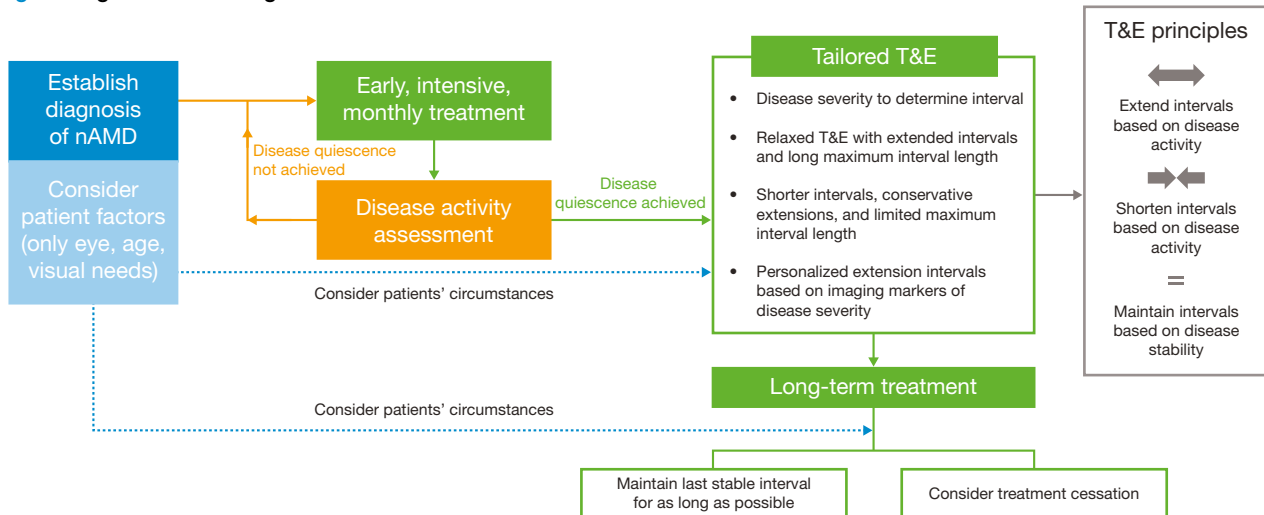 Establish
diagnosis
of nAMD
Consider
patient factors
(only eye, age,
visual needs)
Early, intensive,
monthly treatment
Disease quiescence
not achieved
Disease activity
assessment
Disease
quiescence achieved
Consider patients’ circumstances
Consider patients’ circumstances
Tailored T&E
• Disease severity to determine interval
• Relaxed T&E with extended intervals
and long maximum interval length
• Shorter intervals, conservative
extensions, and limited maximum
interval length
• Personalized extension intervals
based on imaging markers of
disease severity
Long-term treatment
Maintain last stable interval
for as long as possible
Consider treatment cessation
T&E principles
Extend intervals
based on disease
activity
Shorten intervals
based on disease
activity
=
Maintain intervals
based on disease
stability